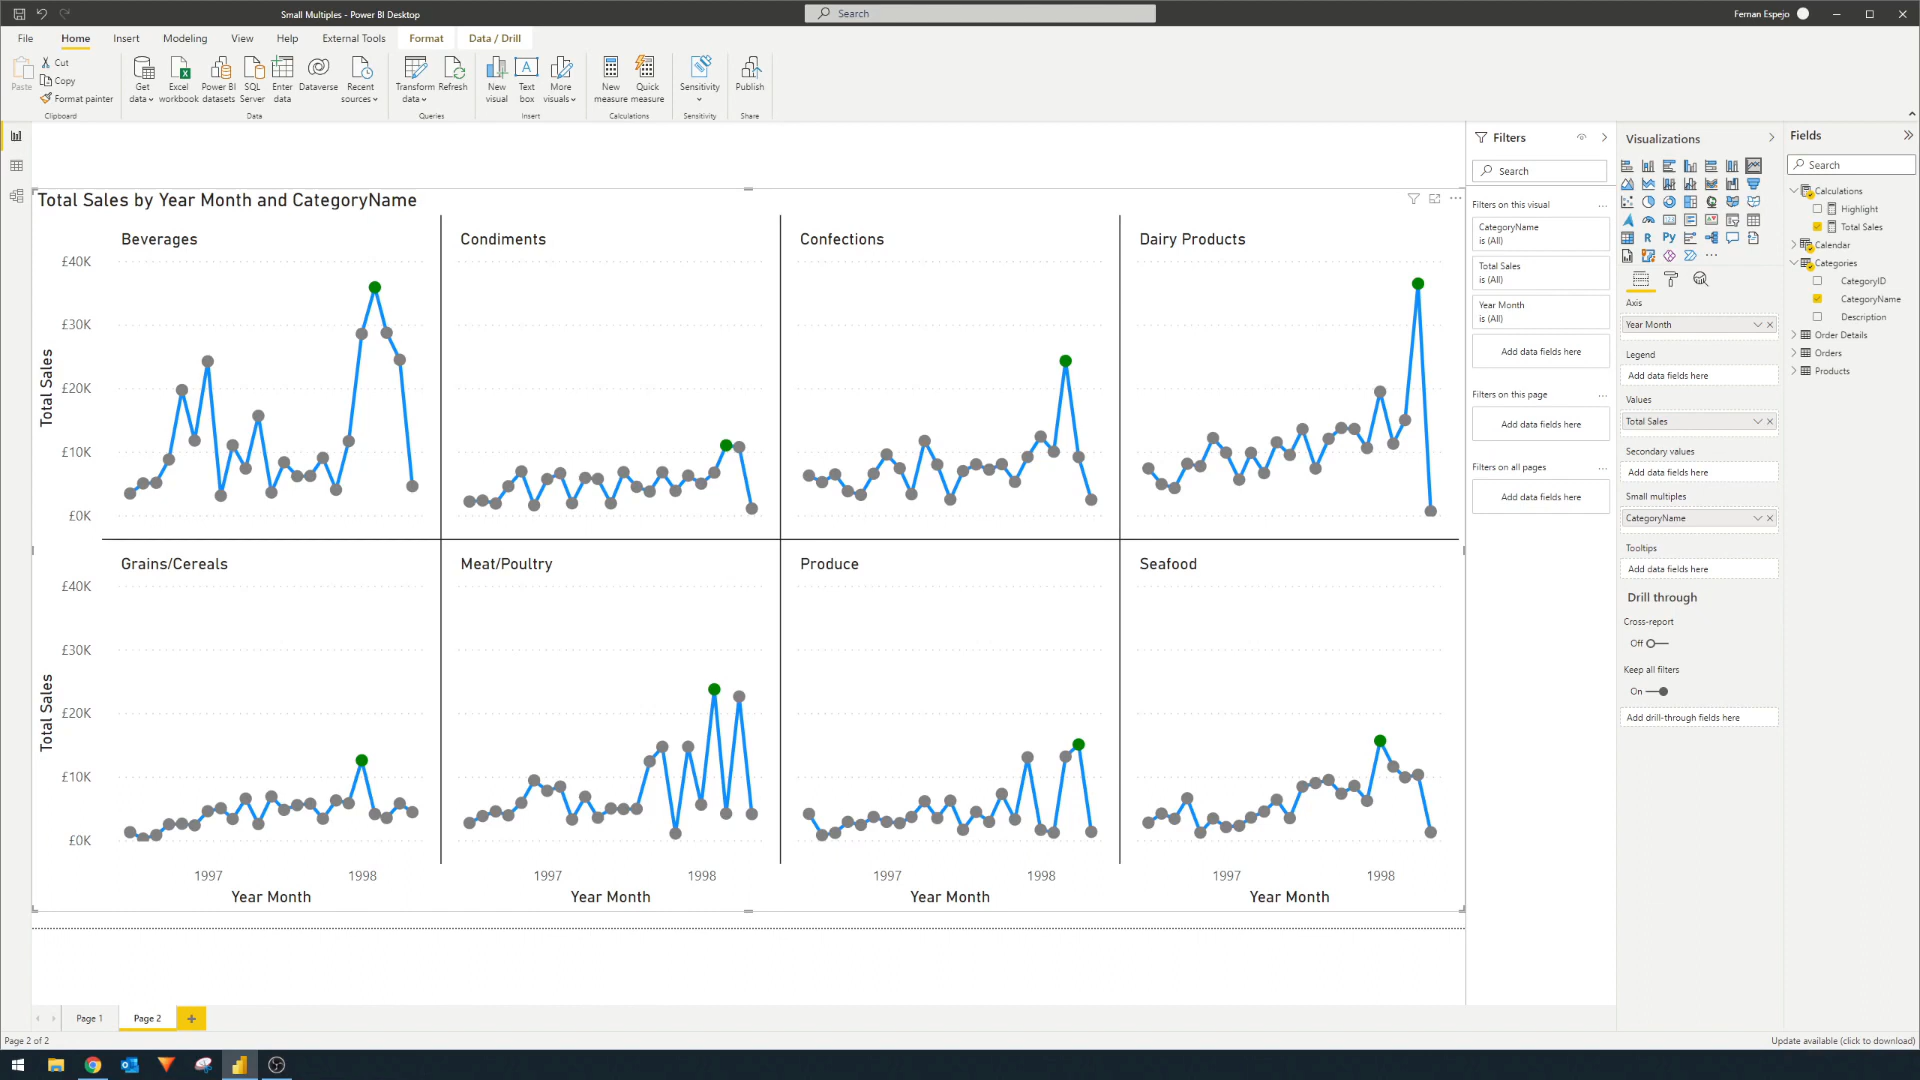 Small Multiples - Power BI Desktop
Search
Fernan Espejo
File
Home
Insert
Modeling
View
Help
External Tools
Format
Data / Drill
Paste
Cut
Copy
Format painter
Clipboard
Get data
Excel workbook
Power BI datasets
SQL Server
Enter data
Dataverse
Recent sources
Data
Transform data
Refresh
Queries
New visual
Text box
More visuals
Insert
New measure
Quick measure
Calculations
Sensitivity
Sensitivity
Publish
Share
Total Sales by Year Month and CategoryName
Beverages
Condiments
Confections
Dairy Products
Total Sales
£40K
£30K
£20K
£10K
£0K
Grains/Cereals
Meat/Poultry
Produce
Seafood
Total Sales
£40K
£30K
£20K
£10K
£0K
1997
1998
1997
1998
1997
1998
1997
1998
Year Month
Year Month
Year Month
Year Month
Filters
Search
Filters on this visual
CategoryName
is (All)
Total Sales
is (All)
Year Month
is (All)
Add data fields here
Filters on this page
Add data fields here
Filters on all pages
Add data fields here
Visualizations
R
Py
Axis
Year Month
Legend
Add data fields here
Values
Total Sales
Secondary values
Add data fields here
Small multiples
CategoryName
Tooltips
Add data fields here
Drill through
Cross-report
Off
Keep all filters
On
Add drill-through fields here
Fields
Search
Calculations
Highlight
Total Sales
Calendar
Categories
CategoryID
CategoryName
Description
Order Details
Orders
Products
Page 1
Page 2
Page 2 of 2
Update available (click to download)